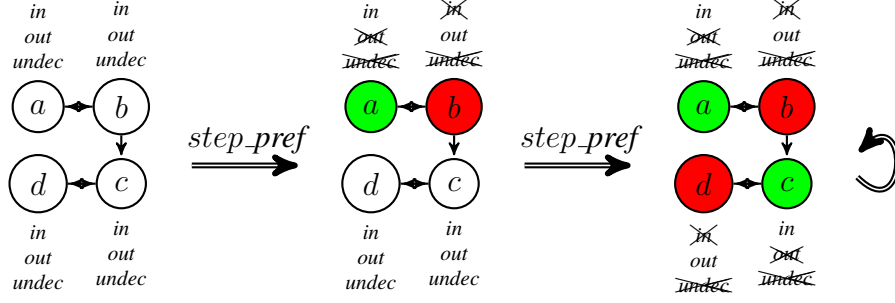 in in in in in in
out out out out out out
undec undec undec undec undec undec
a b a b a b
step_pref step_pref
d c d c d c
in in in in in in
out out out out out out
undec undec undec undec undec undec